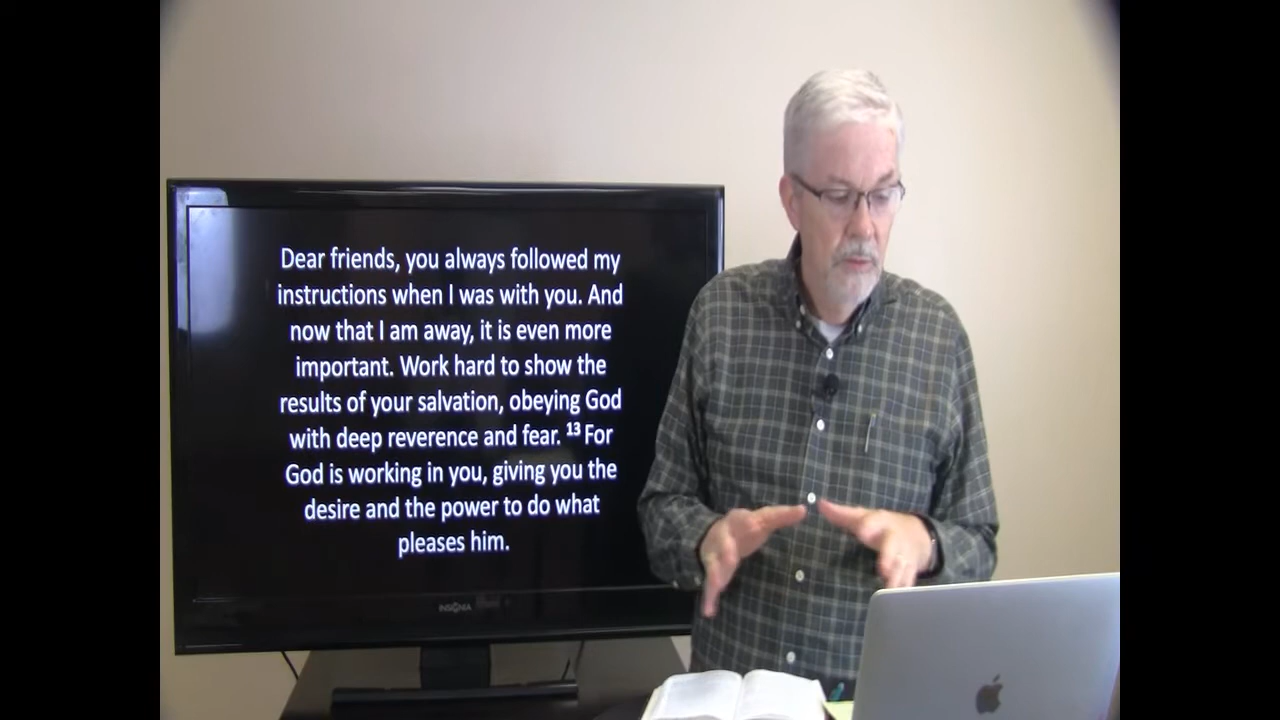 Dear friends, you always followed my
instructions when I was with you. And
now that I am away, it is even more
important. Work hard to show the
results of your salvation, obeying God
with deep reverence and fear. 13 For
God is working in you, giving you the
desire and the power to do what
pleases him.
INSIGNIA